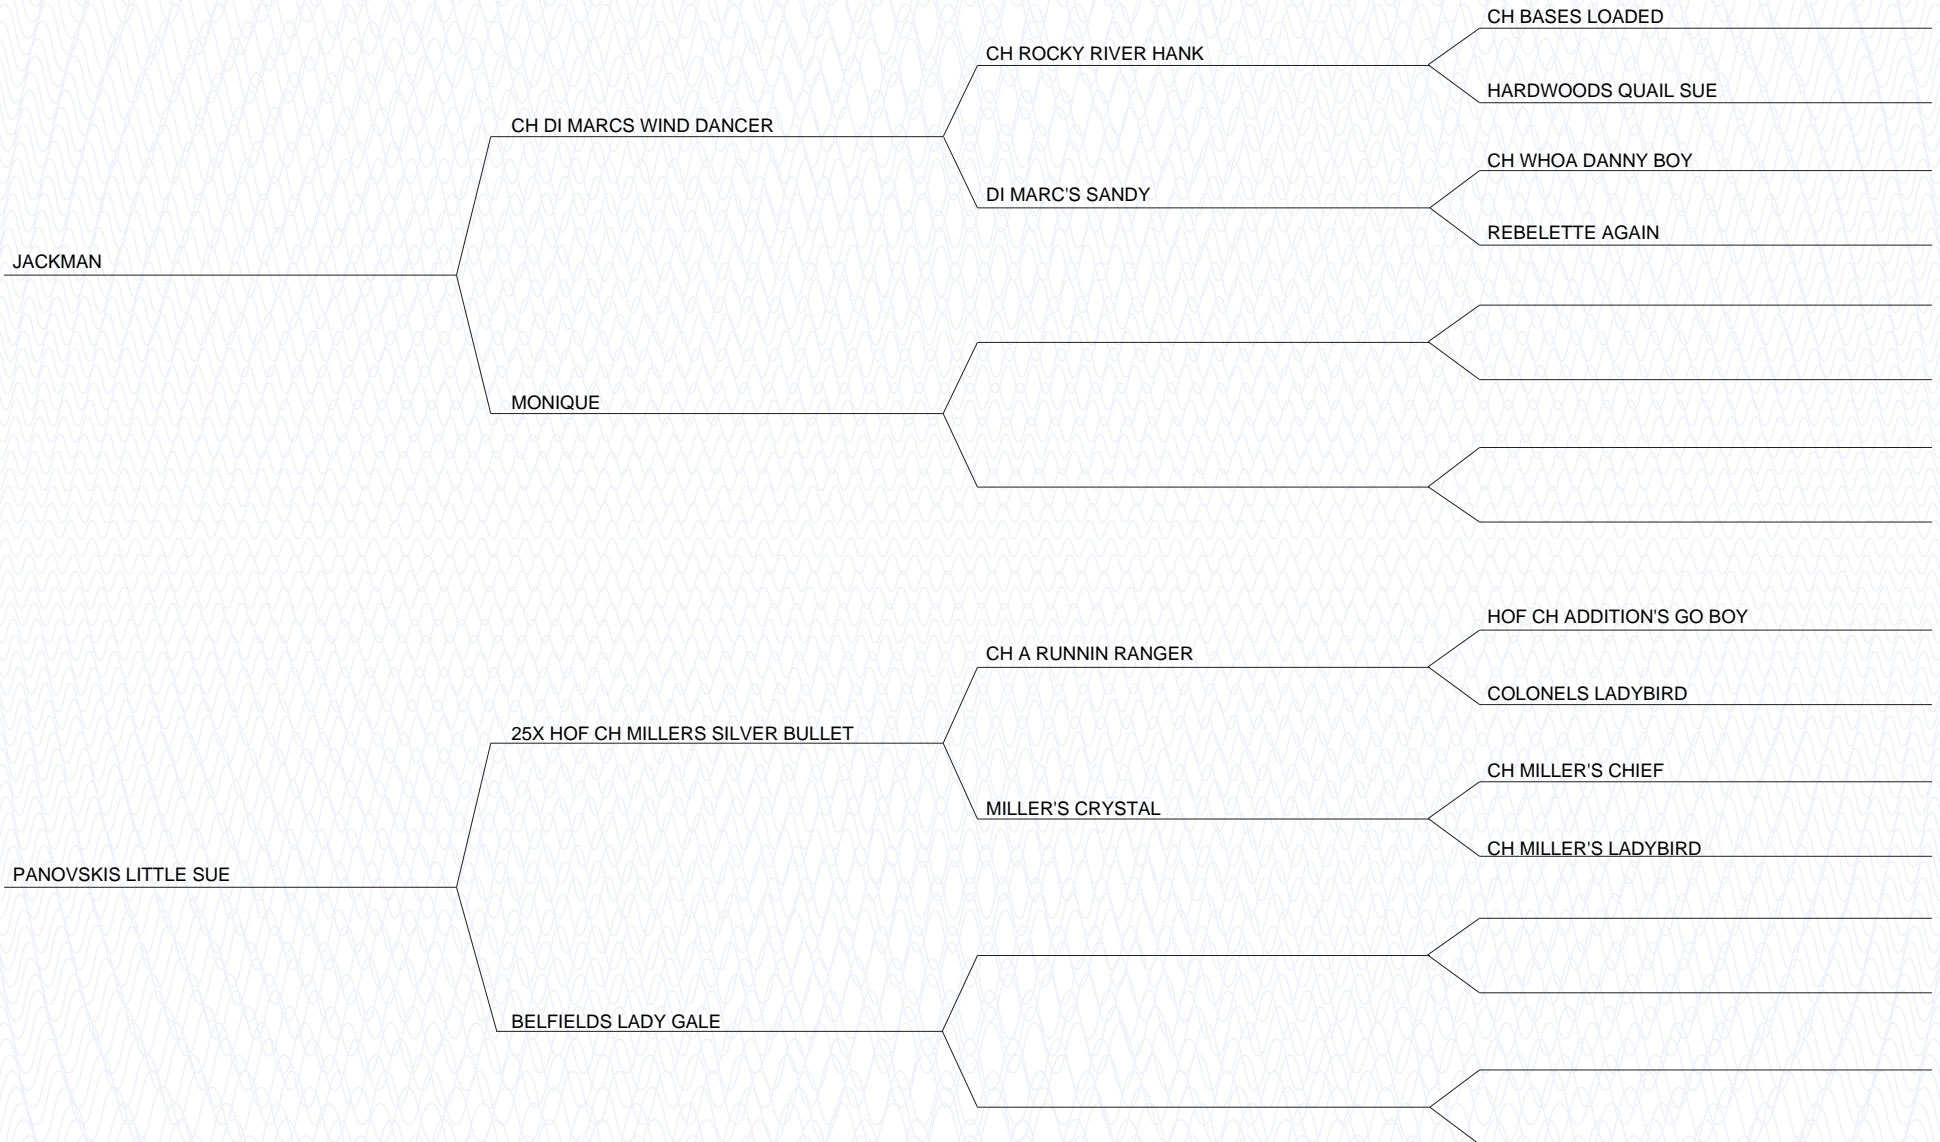 CH BASES LOADED
CH ROCKY RIVER HANK
HARDWOODS QUAIL SUE
CH DI MARCS WIND DANCER
CH WHOA DANNY BOY
DI MARC'S SANDY
REBELETTE AGAIN
JACKMAN
MONIQUE
HOF CH ADDITION'S GO BOY
CH A RUNNIN RANGER
COLONELS LADYBIRD
25X HOF CH MILLERS SILVER BULLET
CH MILLER'S CHIEF
MILLER'S CRYSTAL
CH MILLER'S LADYBIRD
PANOVSKIS LITTLE SUE
BELFIELDS LADY GALE